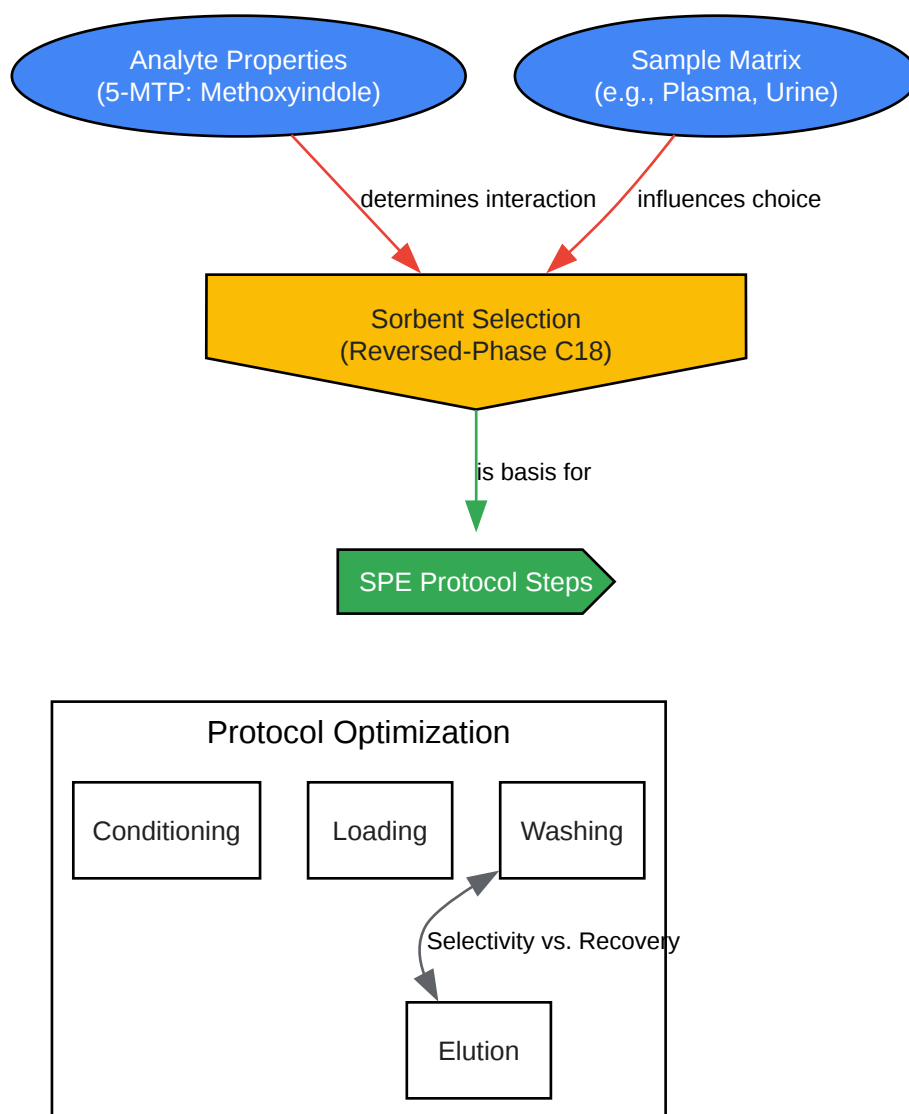 Analyte Properties
(5-MTP: Methoxyindole)
Sample Matrix
(e.g., Plasma, Urine)
determines interaction
influences choice
Sorbent Selection
(Reversed-Phase C18)
is basis for
SPE Protocol Steps
Protocol Optimization
Conditioning
Loading
Washing
Selectivity vs. Recovery
Elution